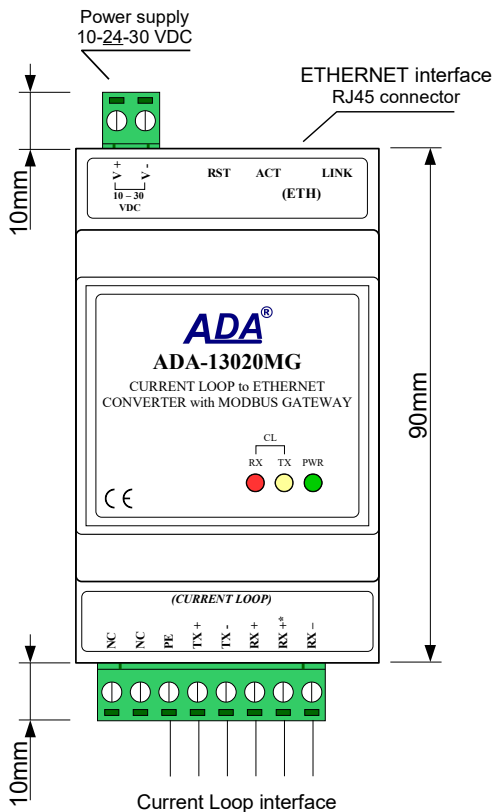 Power supply
10-24-30 VDC
ETHERNET interface
RJ45 connector
10mm
V +
V -
10 – 30
VDC
RST ACT LINK
(ETH)
ADA®
ADA-13020MG
CURRENT LOOP to ETHERNET
CONVERTER with MODBUS GATEWAY
CL
RX TX PWR
CE
90mm
(CURRENT LOOP)
NC
NC
PE
TX +
TX -
RX +
RX +*
RX –
10mm
Current Loop interface